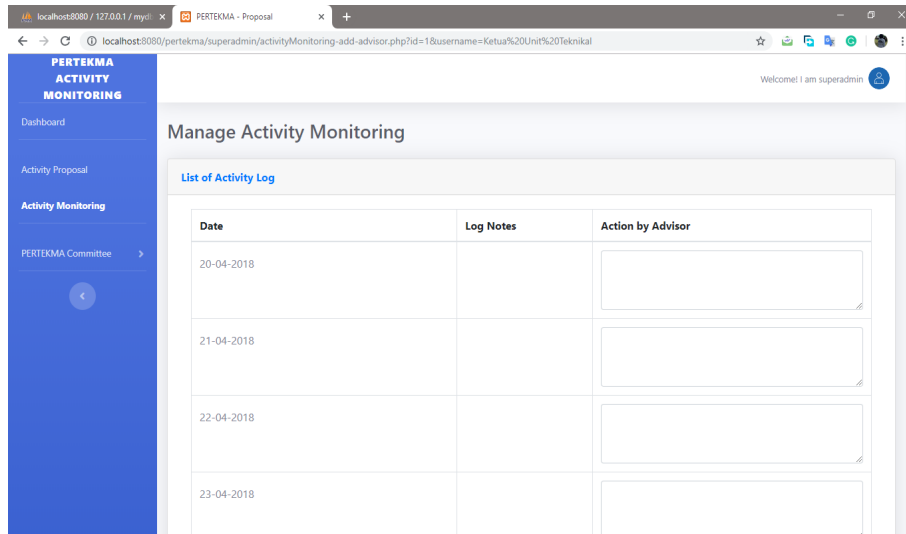 localhost:8080 / 127.0.0.1 / myd
PERTEKMA - Proposal
localhost:8080/pertekma/superadmin/activityMonitoring-add-advisor.php?id=1&username=Ketua%20Unit%20Teknikal
PERTEKMA
ACTIVITY
MONITORING
Welcome! I am superadmin
Dashboard
Manage Activity Monitoring
Activity Proposal
List of Activity Log
Activity Monitoring
Date Log Notes Action by Advisor
PERTEKMA Committee
20-04-2018
21-04-2018
22-04-2018
23-04-2018